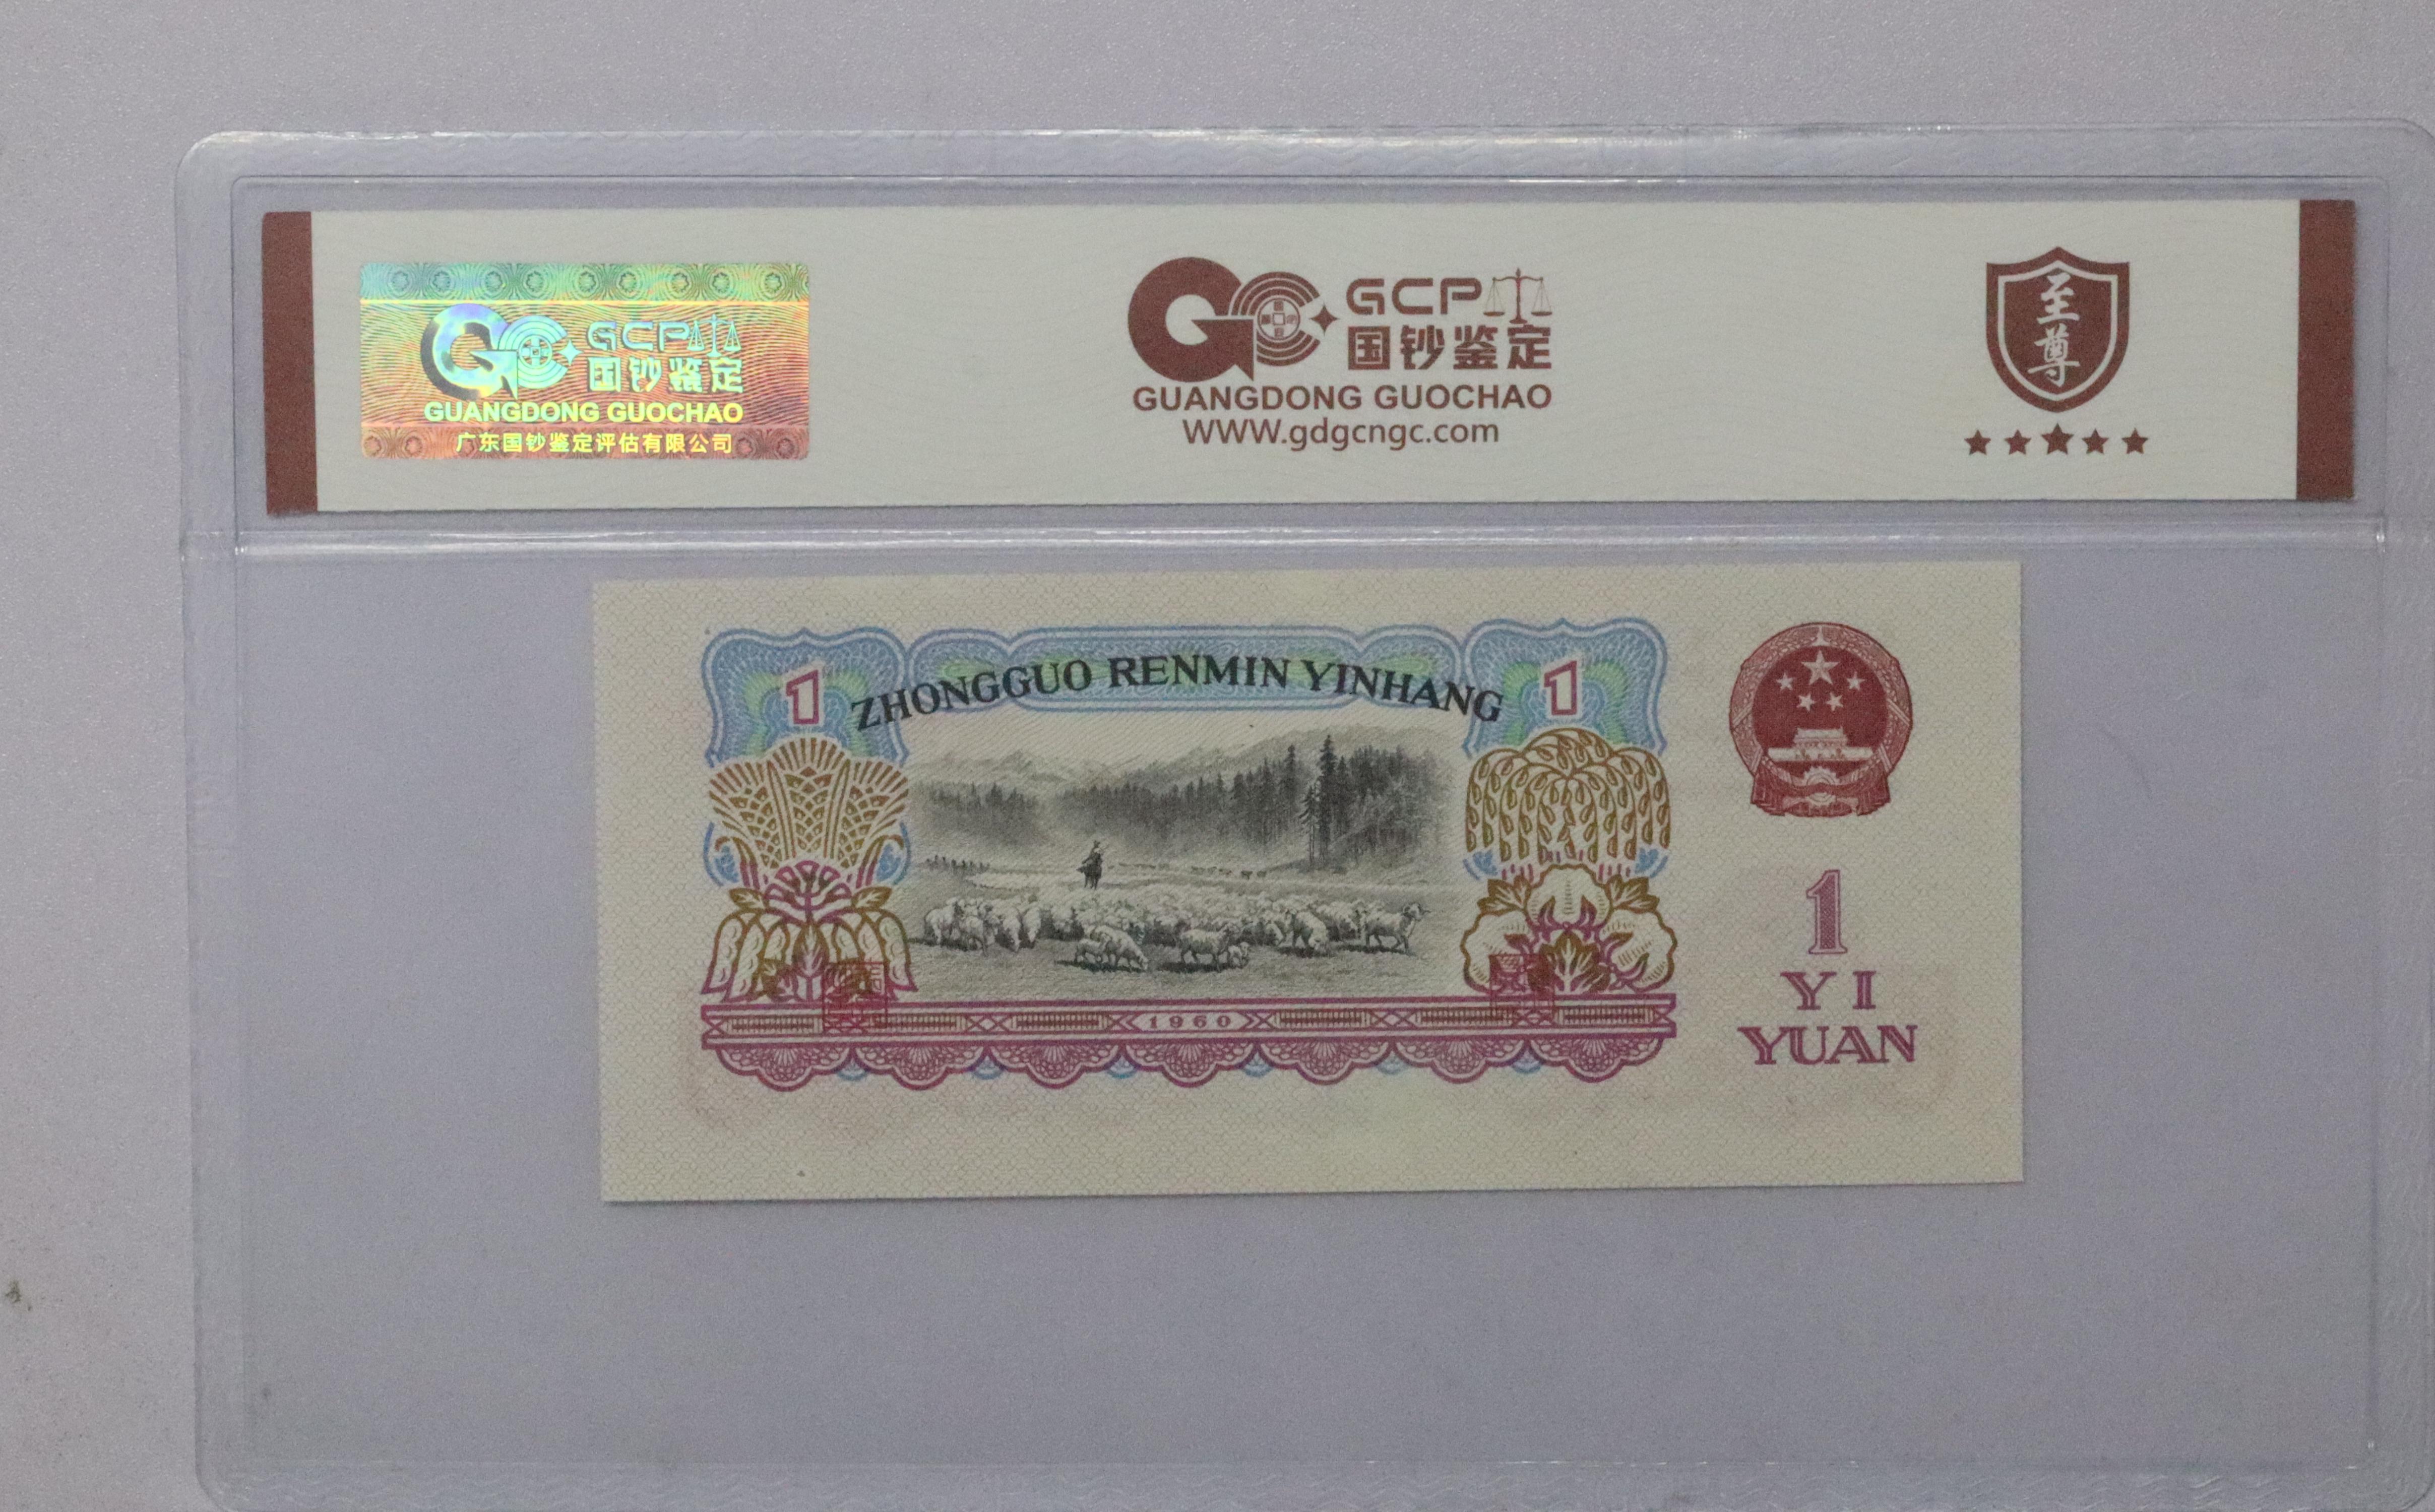 GCP
国钞鉴定
GUANGDONG GUOCHAO
广东国钞鉴定评估有限公司
GCP
国钞鉴定
GUANGDONG GUOCHAO
www.gdgcngc.com
至尊
1 ZHONGGUO RENMIN YINHANG 1
1960
1
YI
YUAN